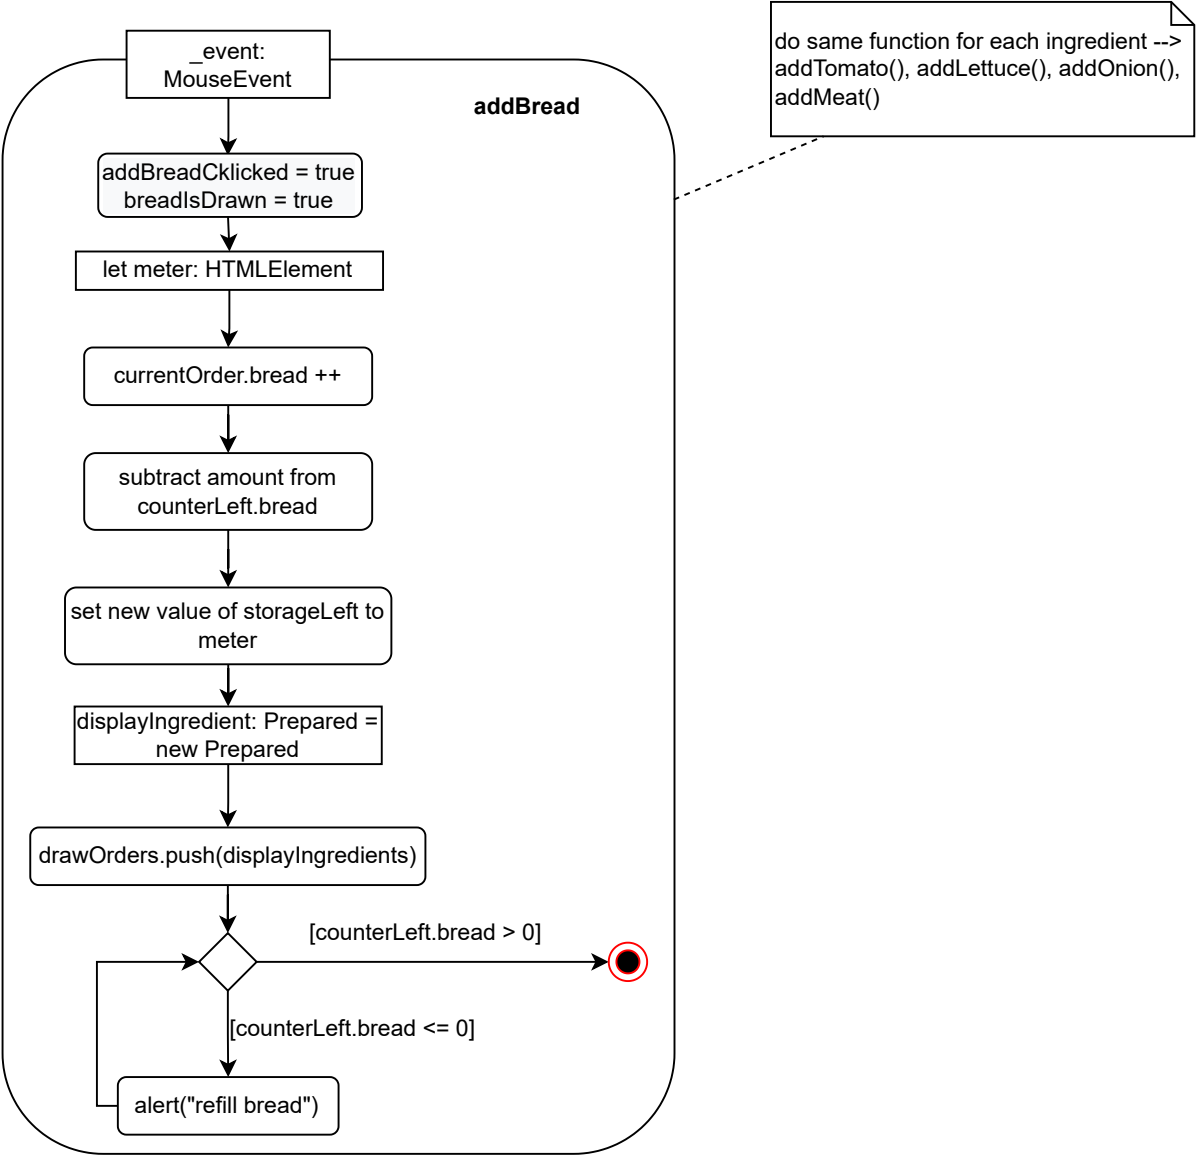 _event:
MouseEvent
addBread
do same function for each ingredient -->
addTomato(), addLettuce(), addOnion(),
addMeat()
addBreadCklicked = true
breadIsDrawn = true
let meter: HTMLElement
currentOrder.bread ++
subtract amount from
counterLeft.bread
set new value of storageLeft to
meter
displayIngredient: Prepared =
new Prepared
drawOrders.push(displayIngredients)
[counterLeft.bread > 0]
[counterLeft.bread <= 0]
alert("refill bread")